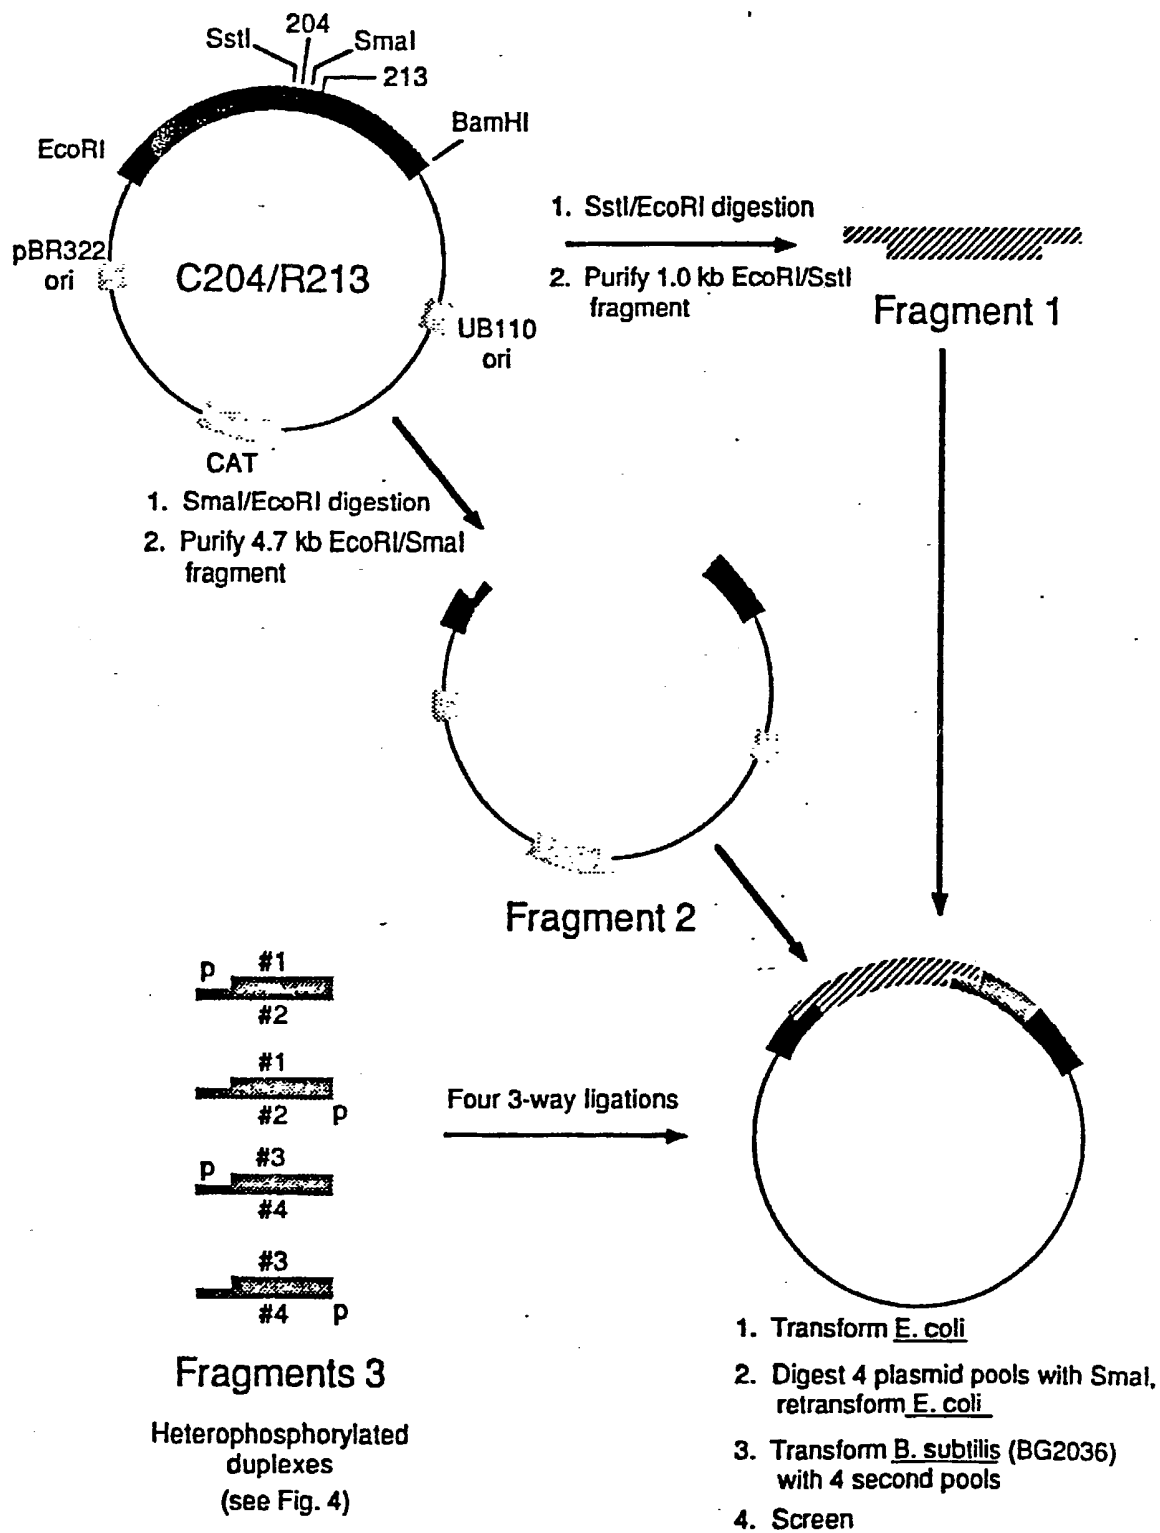 204
SstI
SmaI
213
BamHI
EcoRI
1. SstI/EcoRI digestion
pBR322
ori
C204/R213
2. Purify 1.0 kb EcoRI/SstI
fragment
Fragment 1
UB110
ori
CAT
1. SmaI/EcoRI digestion
2. Purify 4.7 kb EcoRI/SmaI
fragment
Fragment 2
p
#1
#2
#1
#2
p
Four 3-way ligations
p
#3
#4
#3
#4
p
Fragments 3
Heterophosphorylated
duplexes
(see Fig. 4)
1. Transform E. coli
2. Digest 4 plasmid pools with SmaI,
retransform E. coli
3. Transform B. subtilis (BG2036)
with 4 second pools
4. Screen